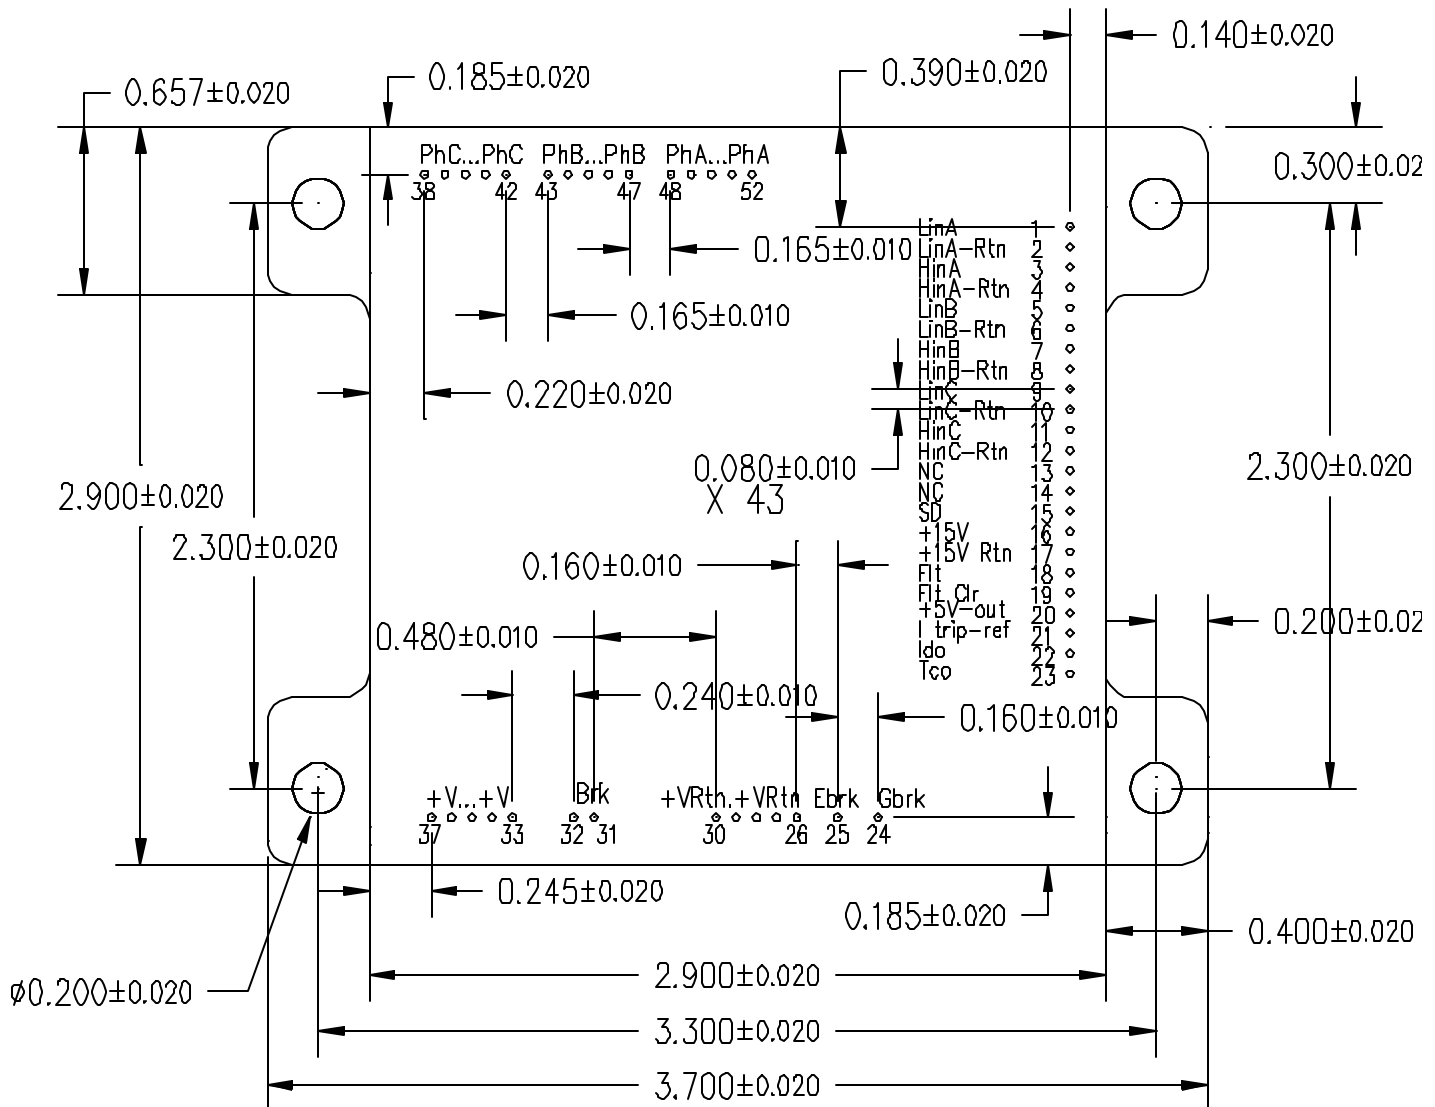 0.140±0.020
0.185±0.020
0.390±0.020
0.657±0.020
PhC...PhC PhB...PhB PhA...PhA
38 42 43 47 48 52
0.300±0.02
LinA 1
0.165±0.010
LinA-Rtn 2
HinA 3
HinA-Rtn 4
LinB 5
0.165±0.010
LinB-Rtn 6
HinB 7
HinB-Rtn 8
LinC 9
0.220±0.020
LinC-Rtn 10
HinC 11
HinC-Rtn 12
0.080±0.010
X 43
2.300±0.020
NC 13
NC 14
2.900±0.020
SD 15
+15V 16
2.300±0.020
+15V Rtn 17
0.160±0.010
Flt 18
Flt Clr 19
+5V-out 20
0.200±0.02
I trip-ref 21
0.480±0.010
Ido 22
Tco 23
0.240±0.010
0.160±0.010
+V...+V Brk +VRtn.+VRtn Ebrk Gbrk
37 33 32 31 30 26 25 24
0.245±0.020
0.185±0.020
0.400±0.020
2.900±0.020
ø0.200±0.020
3.300±0.020
3.700±0.020